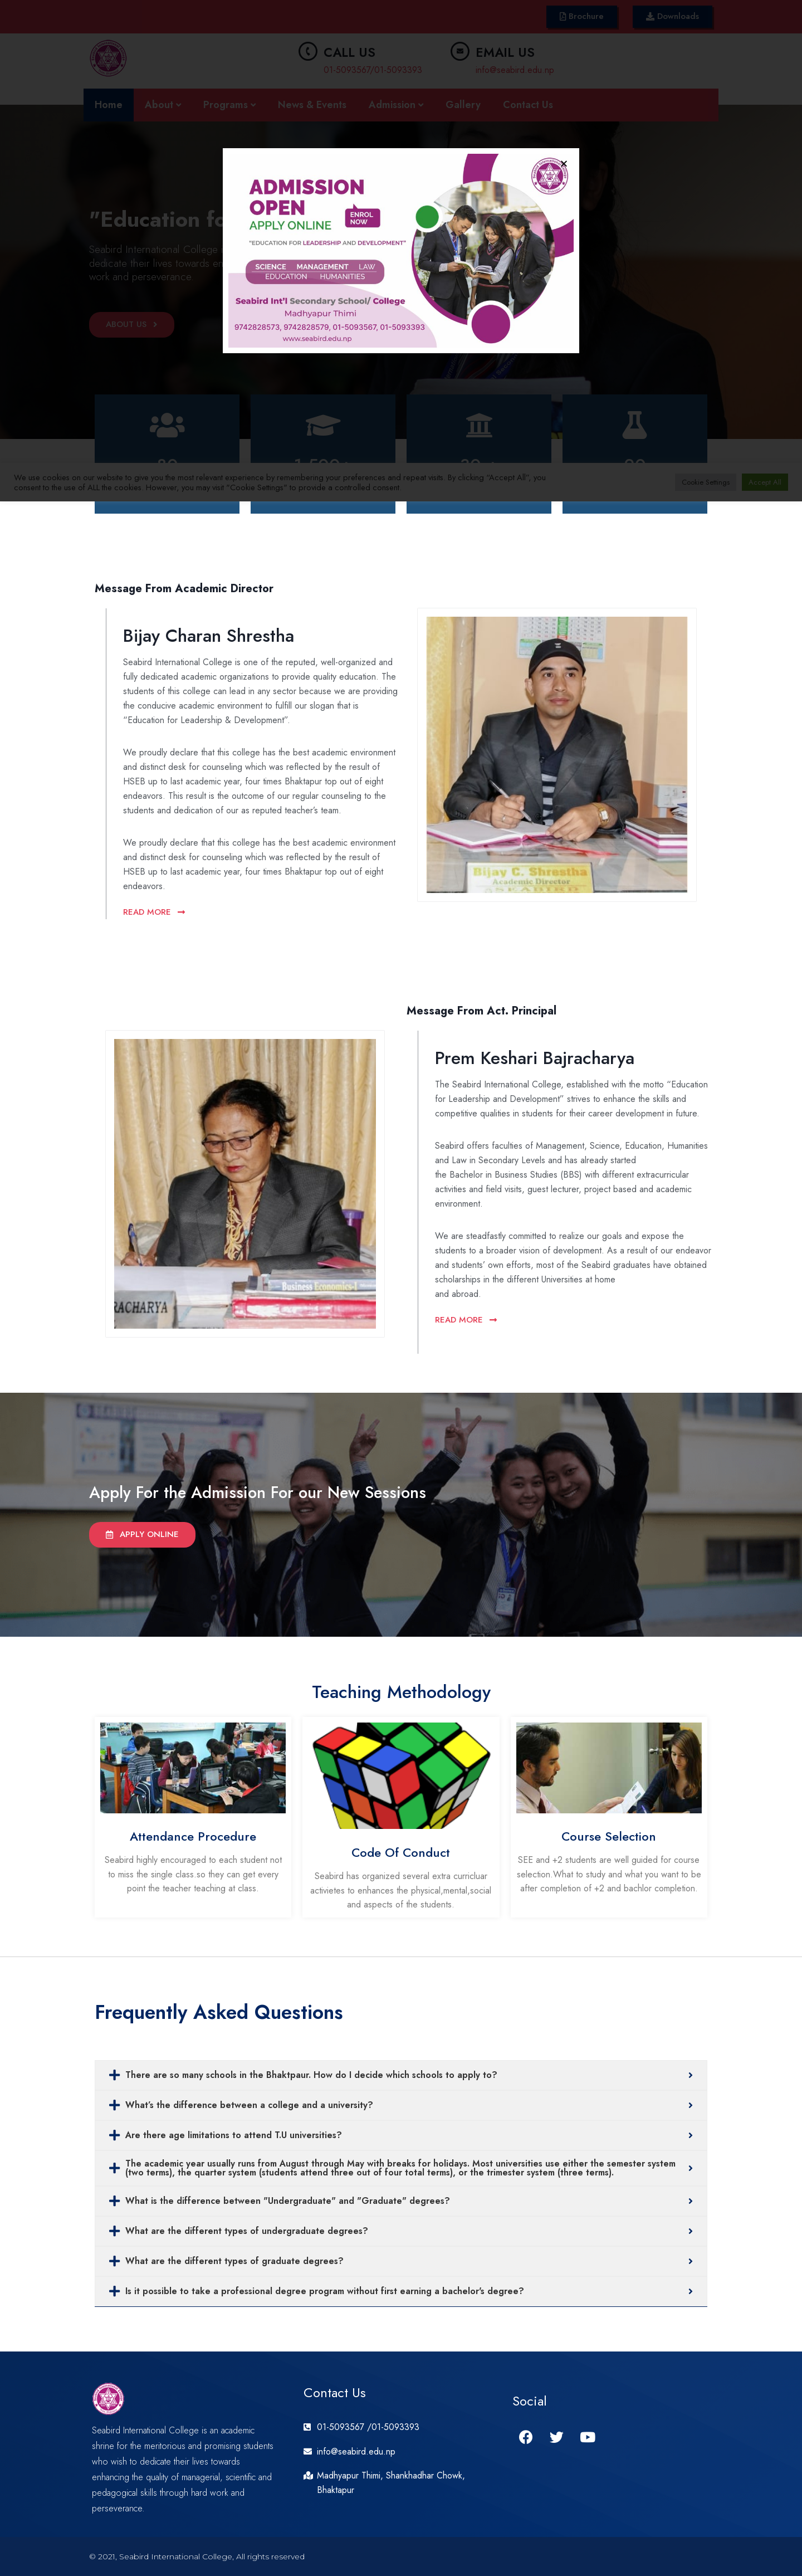 Brochure
Downloads
CALL US
01-5093567/01-5093393
EMAIL US
info@seabird.edu.np
Home
About
Programs
News & Events
Admission
Gallery
Contact Us
"Education fo
Seabird International College
dedicate their lives towards en
work and perseverance
ABOUT US
ADMISSION
OPEN
APPLY ONLINE
ENROL
NOW
"EDUCATION FOR LEADERSHIP AND DEVELOPMENT"
SCIENCE MANAGEMENT LAW
EDUCATION HUMANITIES
Seabird Int'l Secondary School/ College
Madhyapur Thimi
9742828573, 9742828579, 01-5093567, 01-5093393
www.seabird.edu.np
We use cookies on our website to give you the most relevant experience by remembering your preferences and repeat visits. By clicking "Accept All", you
consent to the use of ALL the cookies. However, you may visit "Cookie Settings" to provide a controlled consent.
Cookie Settings
Accept All
Message From Academic Director
Bijay Charan Shrestha
Seabird International College is one of the reputed, well-organized and
fully dedicated academic organizations to provide quality education. The
students of this college can lead in any sector because we are providing
the conducive academic environment to fulfill our slogan that is
"Education for Leadership & Development".
We proudly declare that this college has the best academic environment
and distinct desk for counseling which was reflected by the result of
HSEB up to last academic year, four times Bhaktapur top out of eight
endeavors. This result is the outcome of our regular counseling to the
students and dedication of our as reputed teacher's team.
We proudly declare that this college has the best academic environment
and distinct desk for counseling which was reflected by the result of
HSEB up to last academic year, four times Bhaktapur top out of eight
endeavors.
READ MORE
Bijay C. Shrestha
Academic Director
SEABIRD
Message From Act. Principal
Prem Keshari Bajracharya
The Seabird International College, established with the motto "Education
for Leadership and Development" strives to enhance the skills and
competitive qualities in students for their career development in future.
Seabird offers faculties of Management, Science, Education, Humanities
and Law in Secondary Levels and has already started
the Bachelor in Business Studies (BBS) with different extracurricular
activities and field visits, guest lecturer, project based and academic
environment.
We are steadfastly committed to realize our goals and expose the
students to a broader vision of development. As a result of our endeavor
and students' own efforts, most of the Seabird graduates have obtained
scholarships in the different Universities at home
and abroad.
READ MORE
Business Economics-I
RACHARYA
Apply For the Admission For our New Sessions
APPLY ONLINE
Teaching Methodology
Attendance Procedure
Seabird highly encouraged to each student not
to miss the single class so they can get every
point the teacher teaching at class.
Code Of Conduct
Seabird has organized several extra curricluar
activietes to enhances the physical,mental,social
and aspects of the students.
Course Selection
SEE and +2 students are well guided for course
selection.What to study and what you want to be
after completion of +2 and bachlor completion.
Frequently Asked Questions
There are so many schools in the Bhaktpaur. How do I decide which schools to apply to?
What's the difference between a college and a university?
Are there age limitations to attend T.U universities?
The academic year usually runs from August through May with breaks for holidays. Most universities use either the semester system
(two terms), the quarter system (students attend three out of four total terms), or the trimester system (three terms).
What is the difference between "Undergraduate" and "Graduate" degrees?
What are the different types of undergraduate degrees?
What are the different types of graduate degrees?
Is it possible to take a professional degree program without first earning a bachelor's degree?
Seabird International College is an academic
shrine for the meritorious and promising students
who wish to dedicate their lives towards
enhancing the quality of managerial, scientific and
pedagogical skills through hard work and
perseverance.
Contact Us
01-5093567 /01-5093393
info@seabird.edu.np
Madhyapur Thimi, Shankhadhar Chowk,
Bhaktapur
Social
© 2021, Seabird International College, All rights reserved